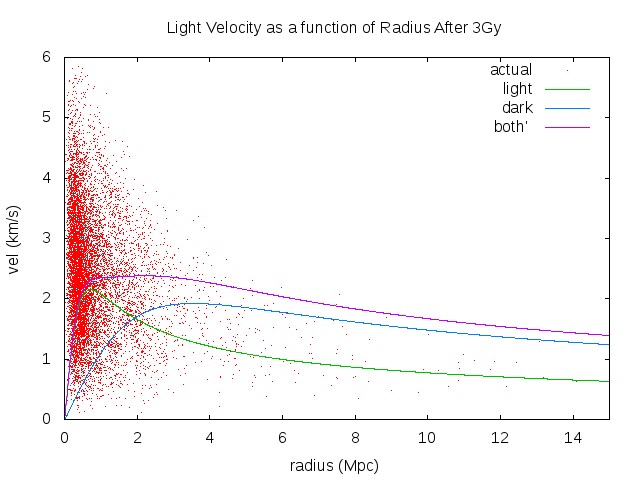 Light Velocity as a function of Radius After 3Gy
6
5
4
3
2
1
0
vel (km/s)
actual
light
dark
both'
0 2 4 6 8 10 12 14
radius (Mpc)